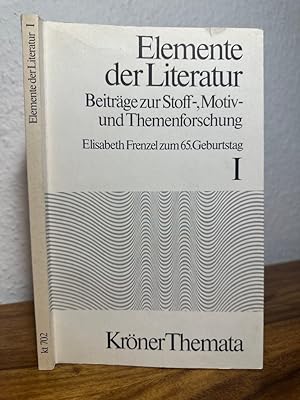 Elemente der Literatur I
kt 702
Elemente
der Literatur
Beiträge zur Stoff-, Motiv-
und Themenforschung
Elisabeth Frenzel zum 65. Geburtstag
I
Kröner Themata